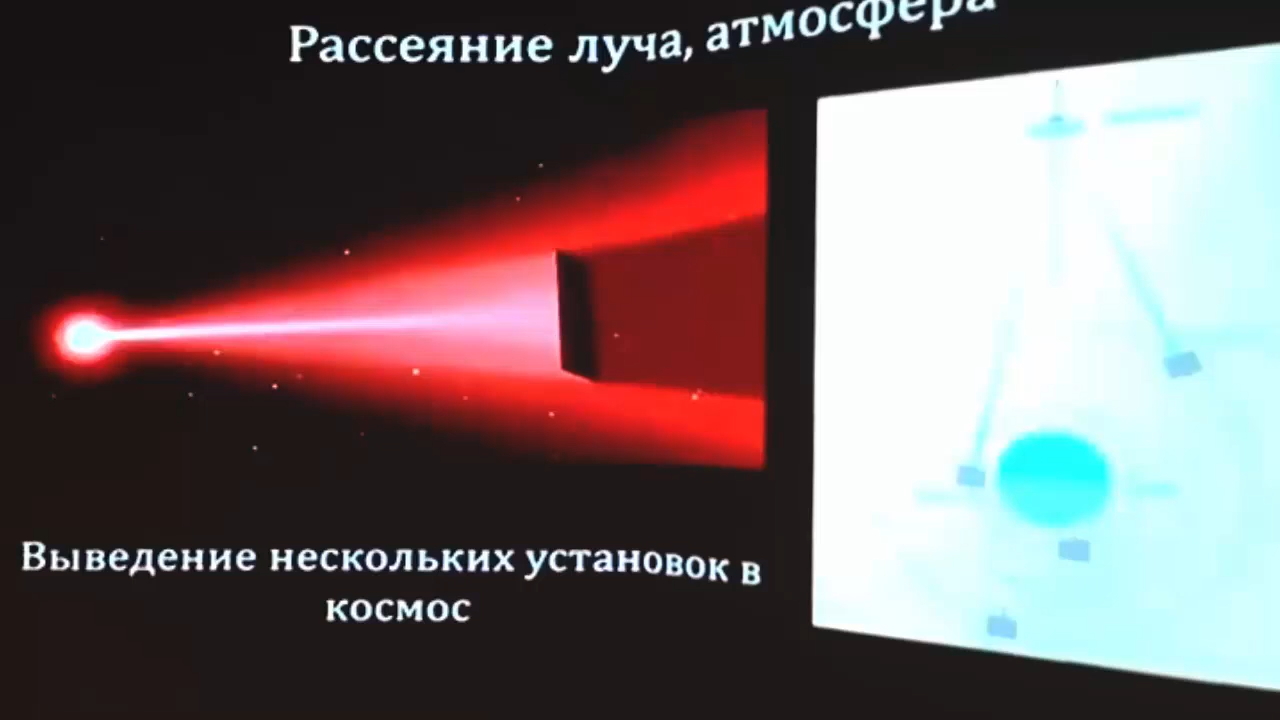 Рассеяние луча, атмосфера
Выведение нескольких установок в
космос